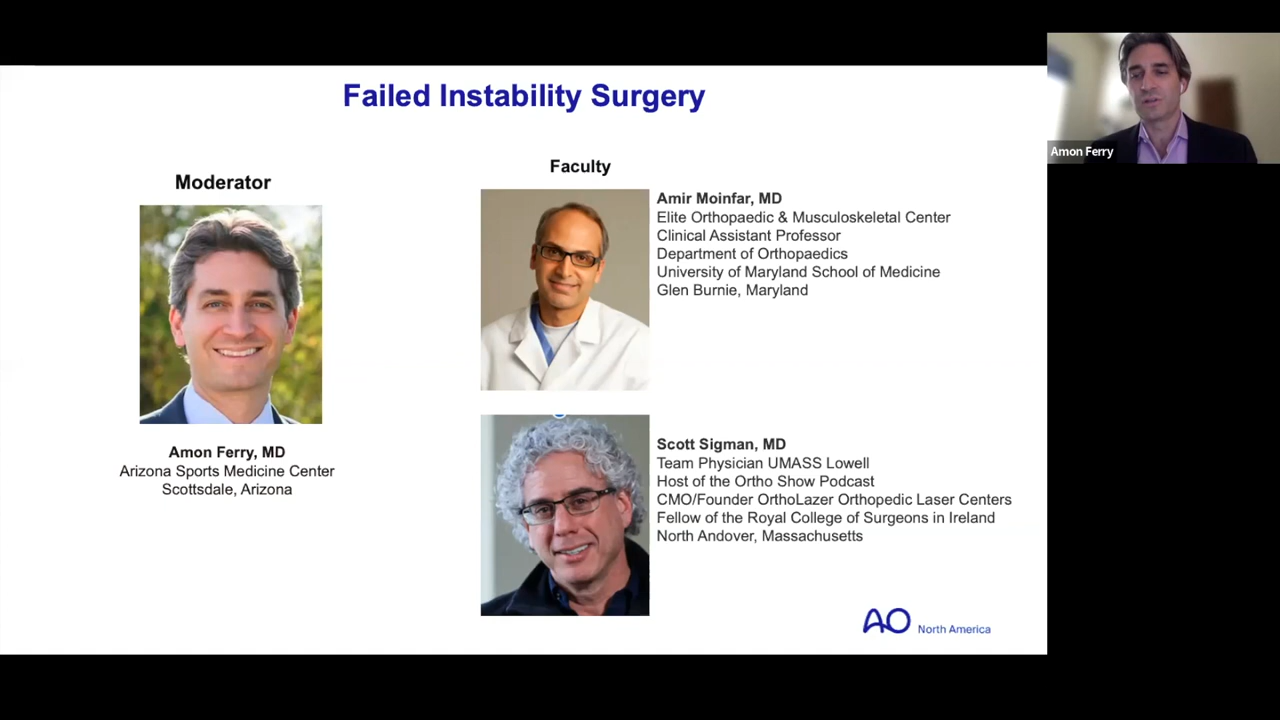 Failed Instability Surgery
Moderator
Amon Ferry, MD
Arizona Sports Medicine Center
Scottsdale, Arizona
Faculty
Amir Moinfar, MD
Elite Orthopaedic & Musculoskeletal Center
Clinical Assistant Professor
Department of Orthopaedics
University of Maryland School of Medicine
Glen Burnie, Maryland
Scott Sigman, MD
Team Physician UMASS Lowell
Host of the Ortho Show Podcast
CMO/Founder OrthoLazer Orthopedic Laser Centers
Fellow of the Royal College of Surgeons in Ireland
North Andover, Massachusetts
AO North America
Amon Ferry